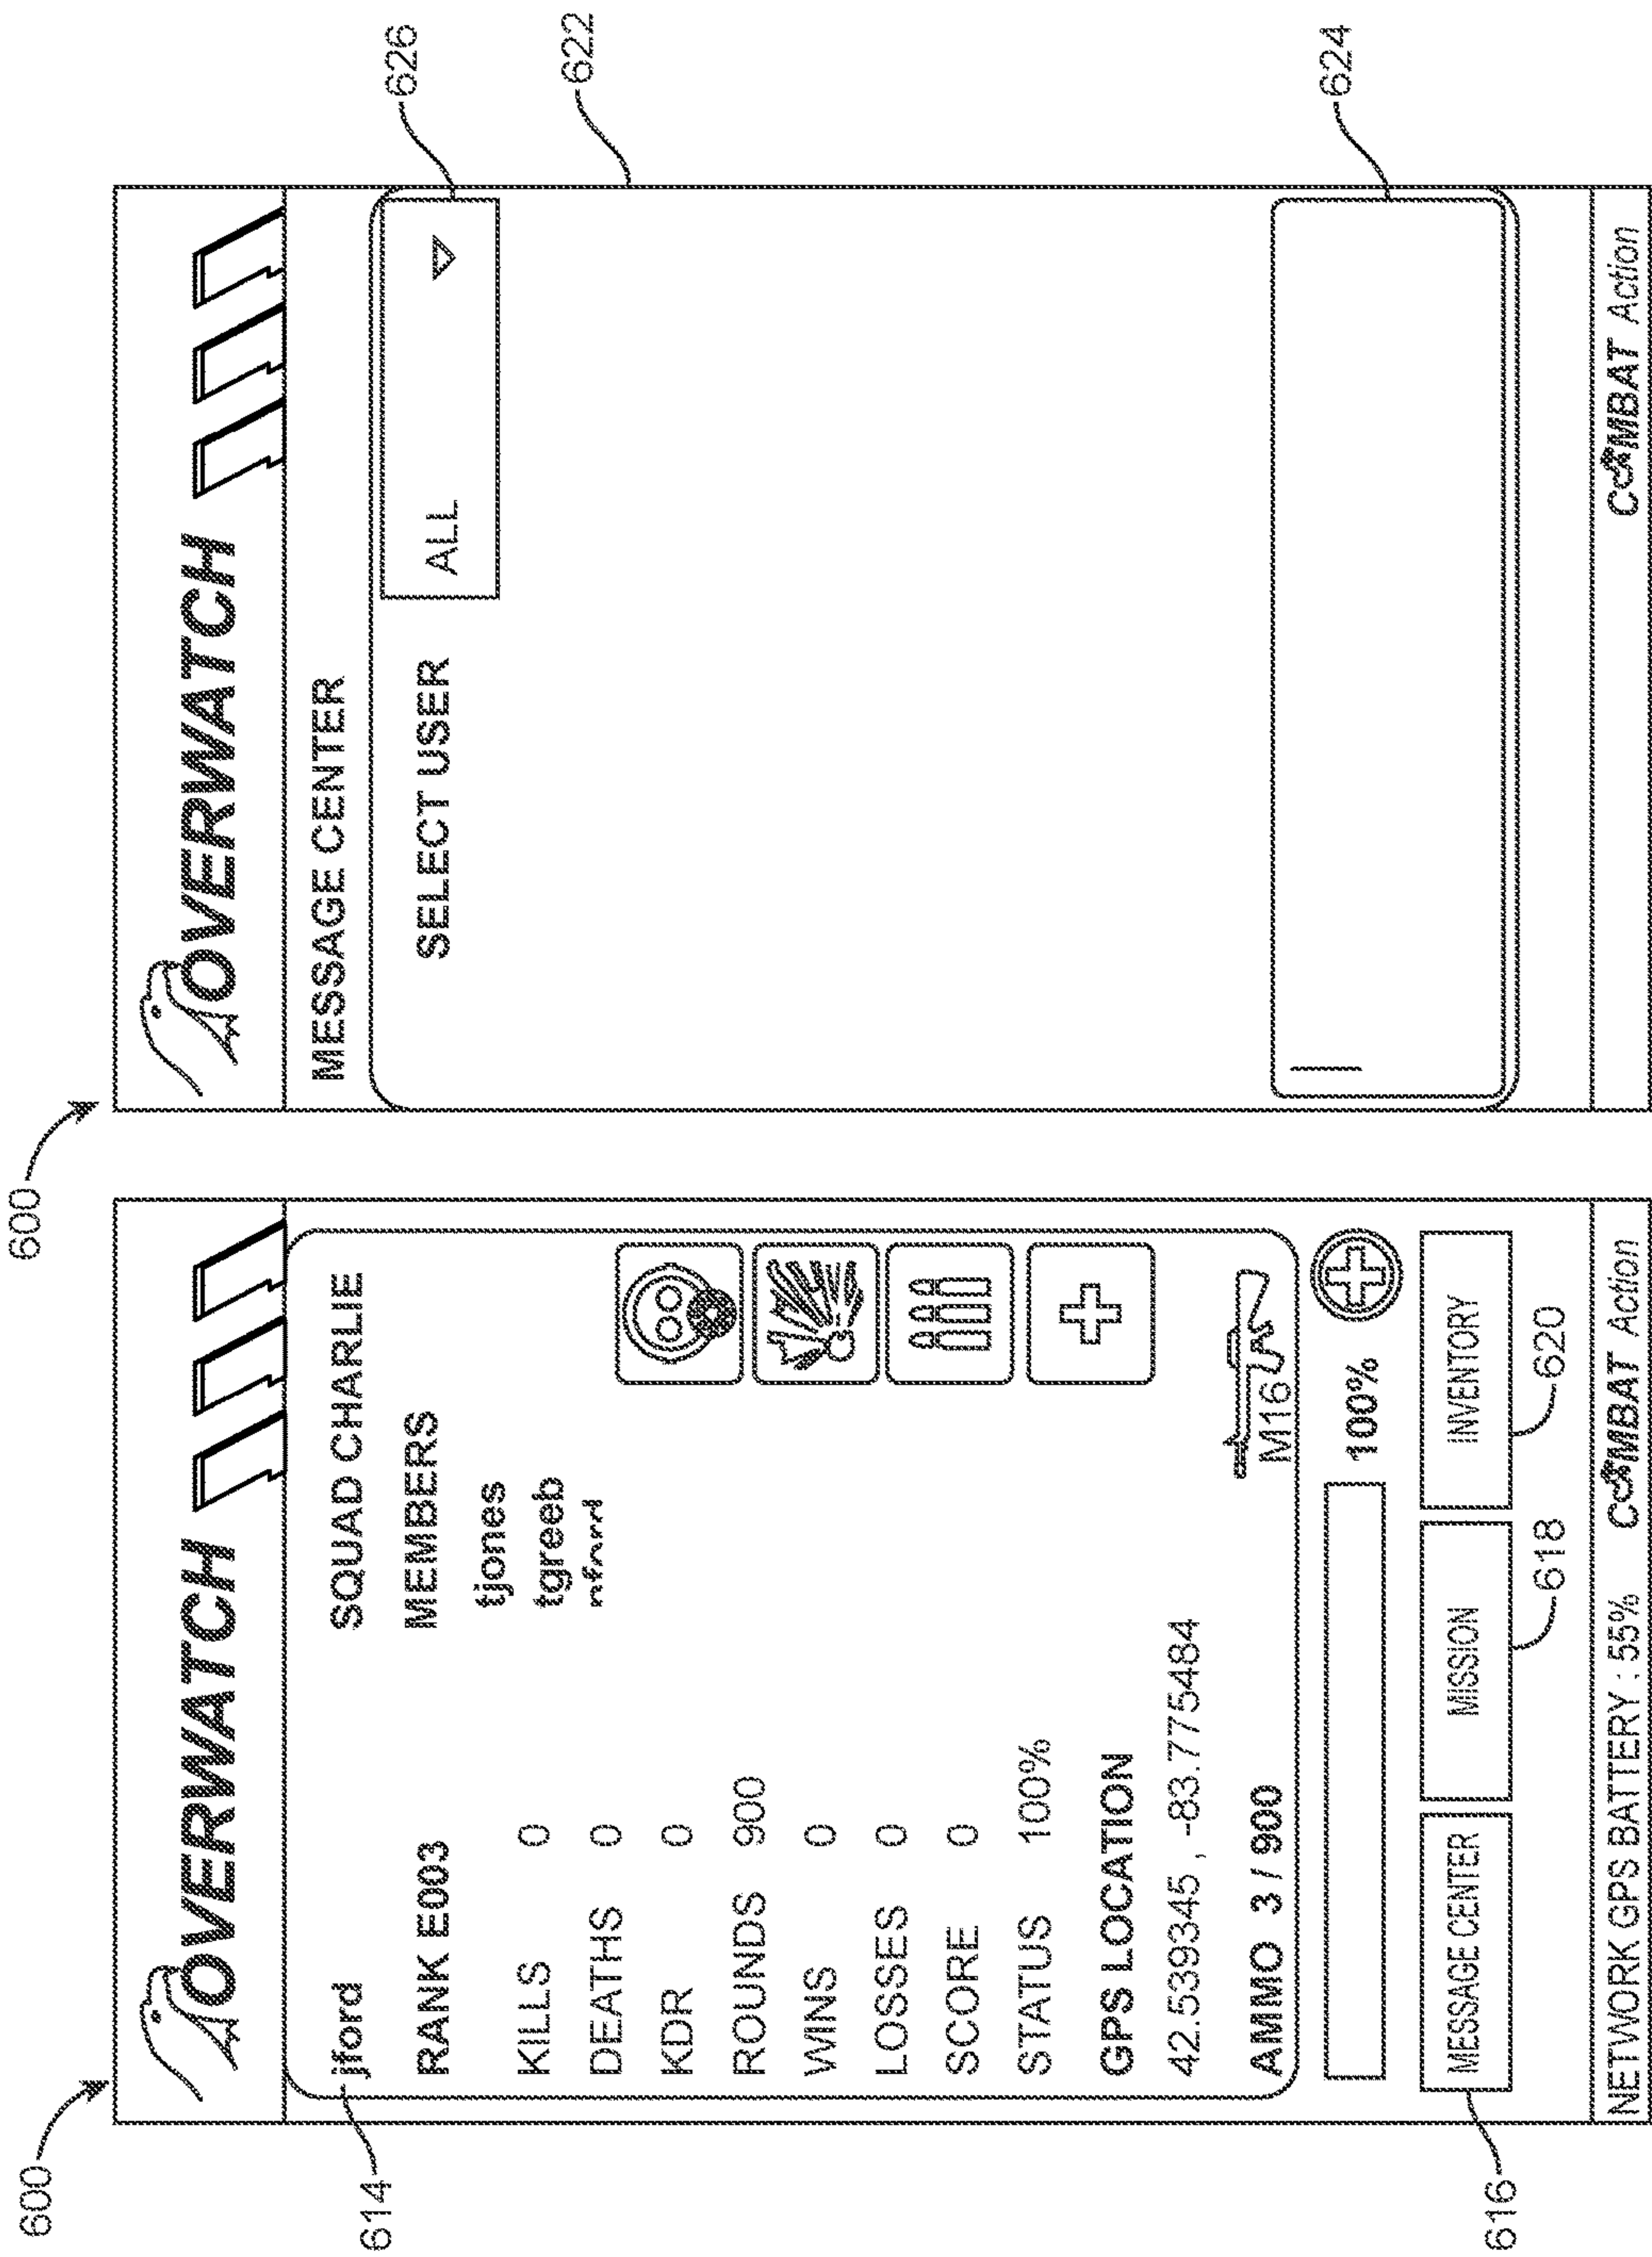 600
OVERWATCH
614
jford
SQUAD CHARLIE
RANK E003
MEMBERS
KILLS 0
tjones
DEATHS 0
tgreeb
KDR 0
ROUNDS 900
WINS 0
LOSSES 0
SCORE 0
STATUS 100%
GPS LOCATION
42.539345 , -83.775484
AMMO 3 / 900
M16
100%
MESSAGE CENTER
MISSION
INVENTORY
616
618
620
NETWORK GPS BATTERY : 55%
COMBAT Action
600
OVERWATCH
MESSAGE CENTER
626
SELECT USER
ALL
622
624
COMBAT Action